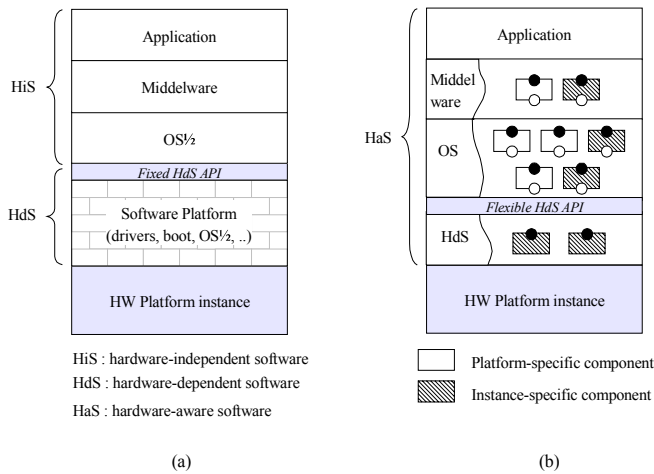 Application
Middelware
HiS
OS½
Fixed HdS API
HdS
Software Platform
(drivers, boot, OS½, ..)
HW Platform instance
HiS : hardware-independent software
HdS : hardware-dependent software
HaS : hardware-aware software
(a)
Application
Middel
ware
HaS
OS
Flexible HdS API
HdS
HW Platform instance
Platform-specific component
Instance-specific component
(b)